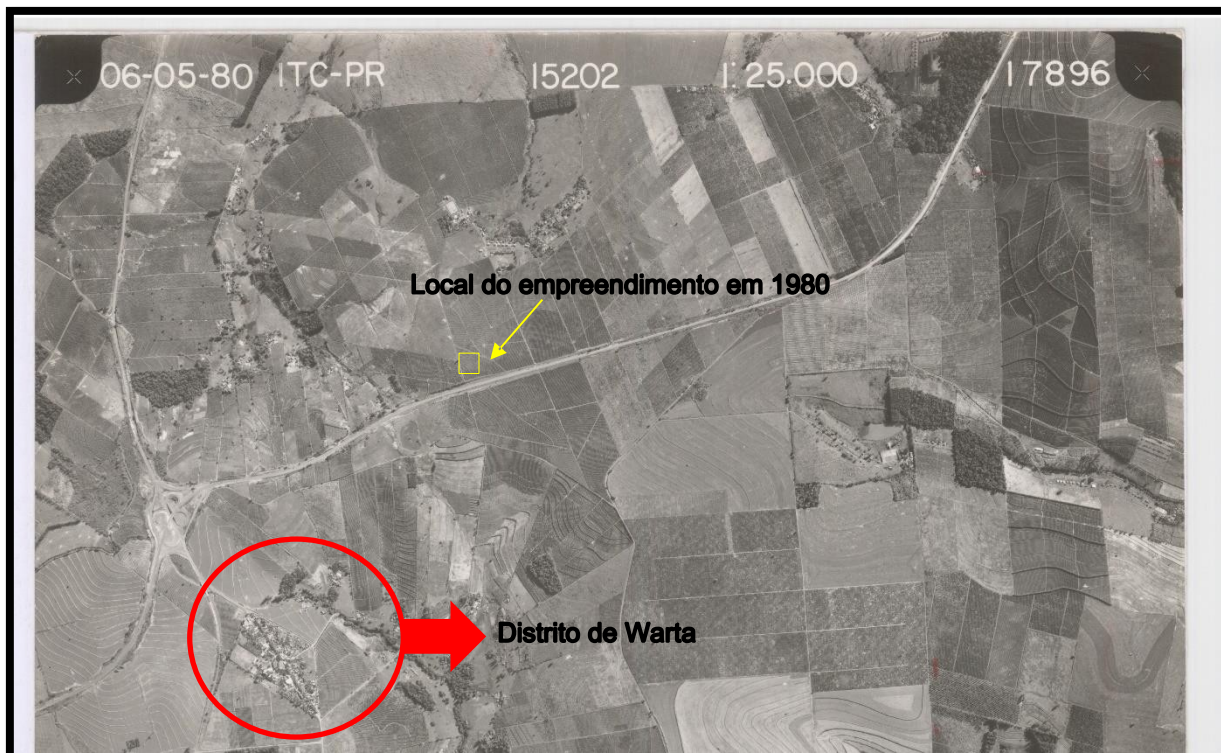 06-05-80 ITC-PR 15202 1:25.000 17896
Local do empreendimento em 1980
Distrito de Warta